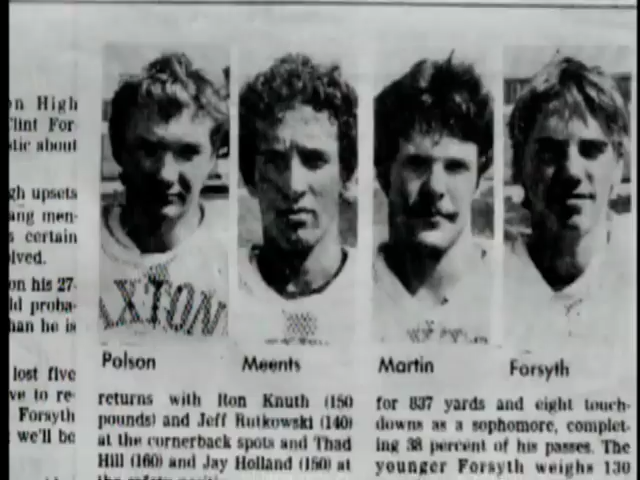 n High
lint For-
stic about
gh upsets
ang men-
s certain
lved.
on his 27-
ld proba-
han he is
lost five
ve to re-
Forsyth
we'll be
AXTON
Polson
Meents
Martin
Forsyth
returns with Ron Knuth (150
pounds) and Jeff Rutkowski (140)
at the cornerback spots and Thad
Hill (160) and Jay Holland (150) at
for 837 yards and eight touch-
downs as a sophomore, complet-
ing 38 percent of his passes. The
younger Forsyth weighs 130